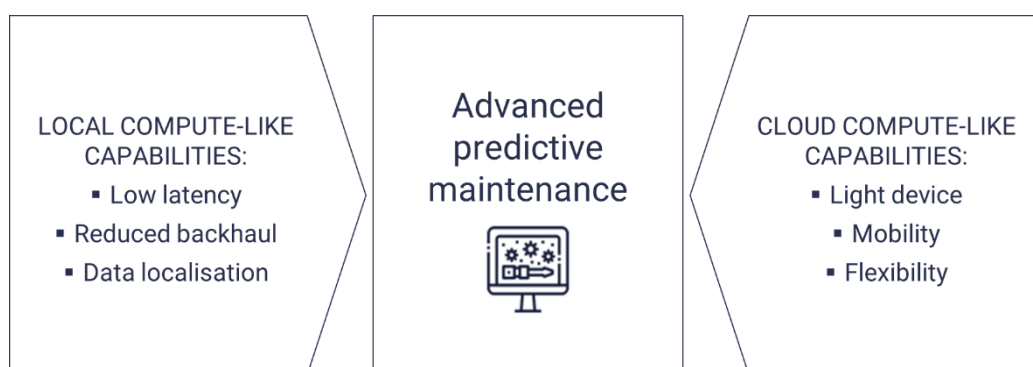 LOCAL COMPUTE-LIKE
CAPABILITIES:
▪ Low latency
▪ Reduced backhaul
▪ Data localisation
Advanced
predictive
maintenance
CLOUD COMPUTE-LIKE
CAPABILITIES:
▪ Light device
▪ Mobility
▪ Flexibility